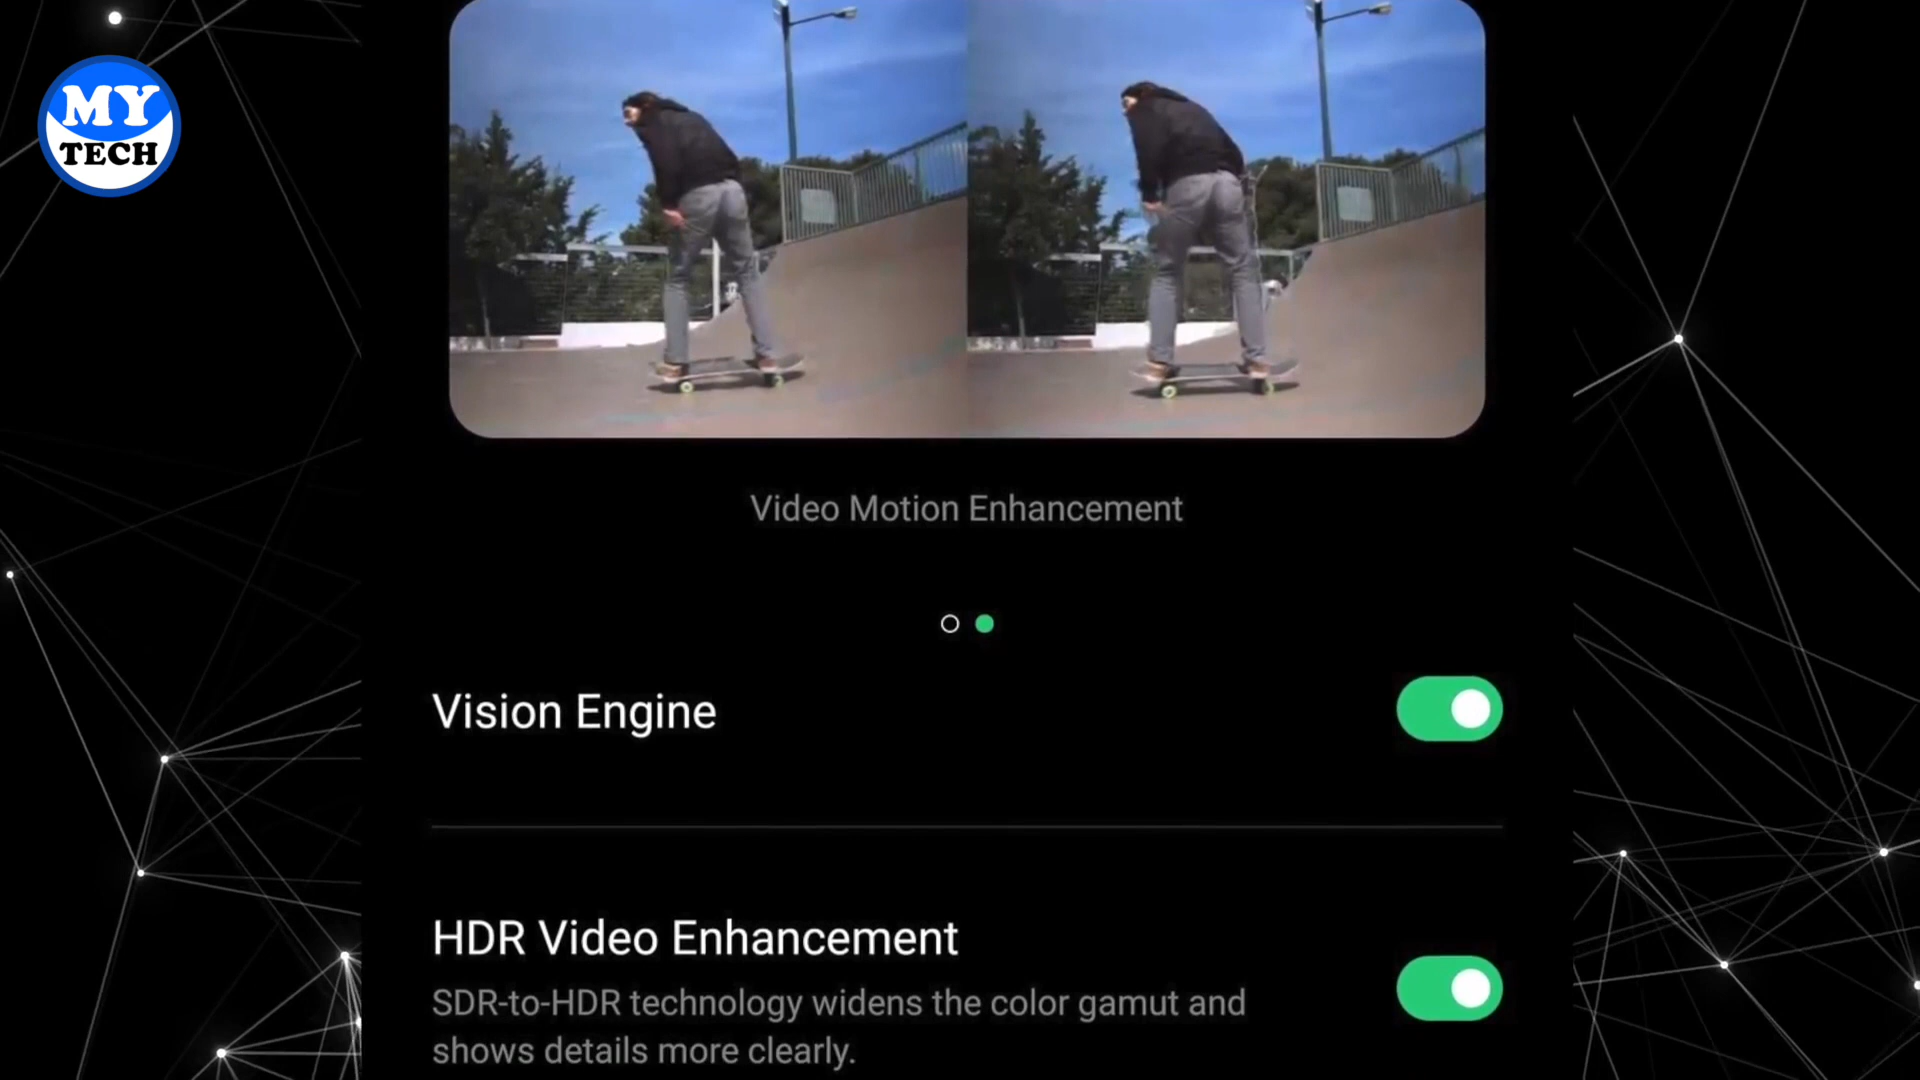 MY
TECH
Video Motion Enhancement
Vision Engine
HDR Video Enhancement
SDR-to-HDR technology widens the color gamut and
shows details more clearly.